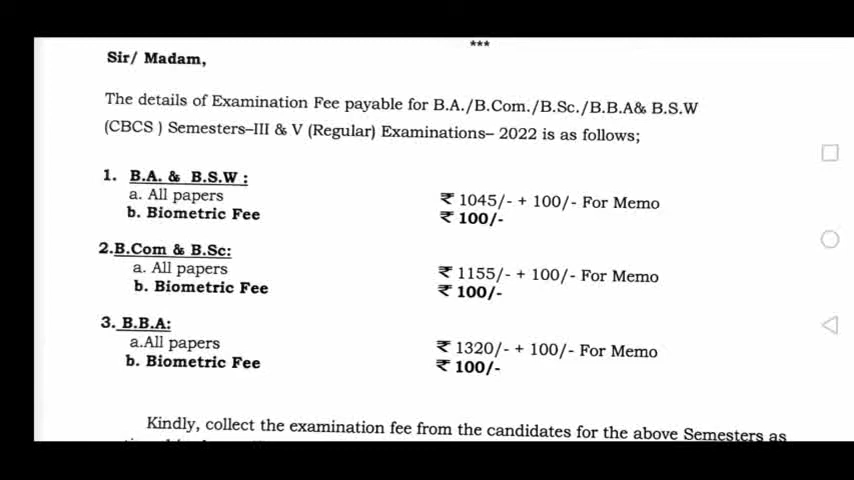 ***
Sir/ Madam,
The details of Examination Fee payable for B.A./B.Com./B.Sc./B.B.A& B.S.W
(CBCS ) Semesters–III & V (Regular) Examinations– 2022 is as follows;
1. B.A. & B.S.W :
a. All papers ₹ 1045/- + 100/- For Memo
b. Biometric Fee ₹ 100/-
2.B.Com & B.Sc:
a. All papers ₹ 1155/- + 100/- For Memo
b. Biometric Fee ₹ 100/-
3. B.B.A:
a.All papers ₹ 1320/- + 100/- For Memo
b. Biometric Fee ₹ 100/-
Kindly, collect the examination fee from the candidates for the above Semesters as